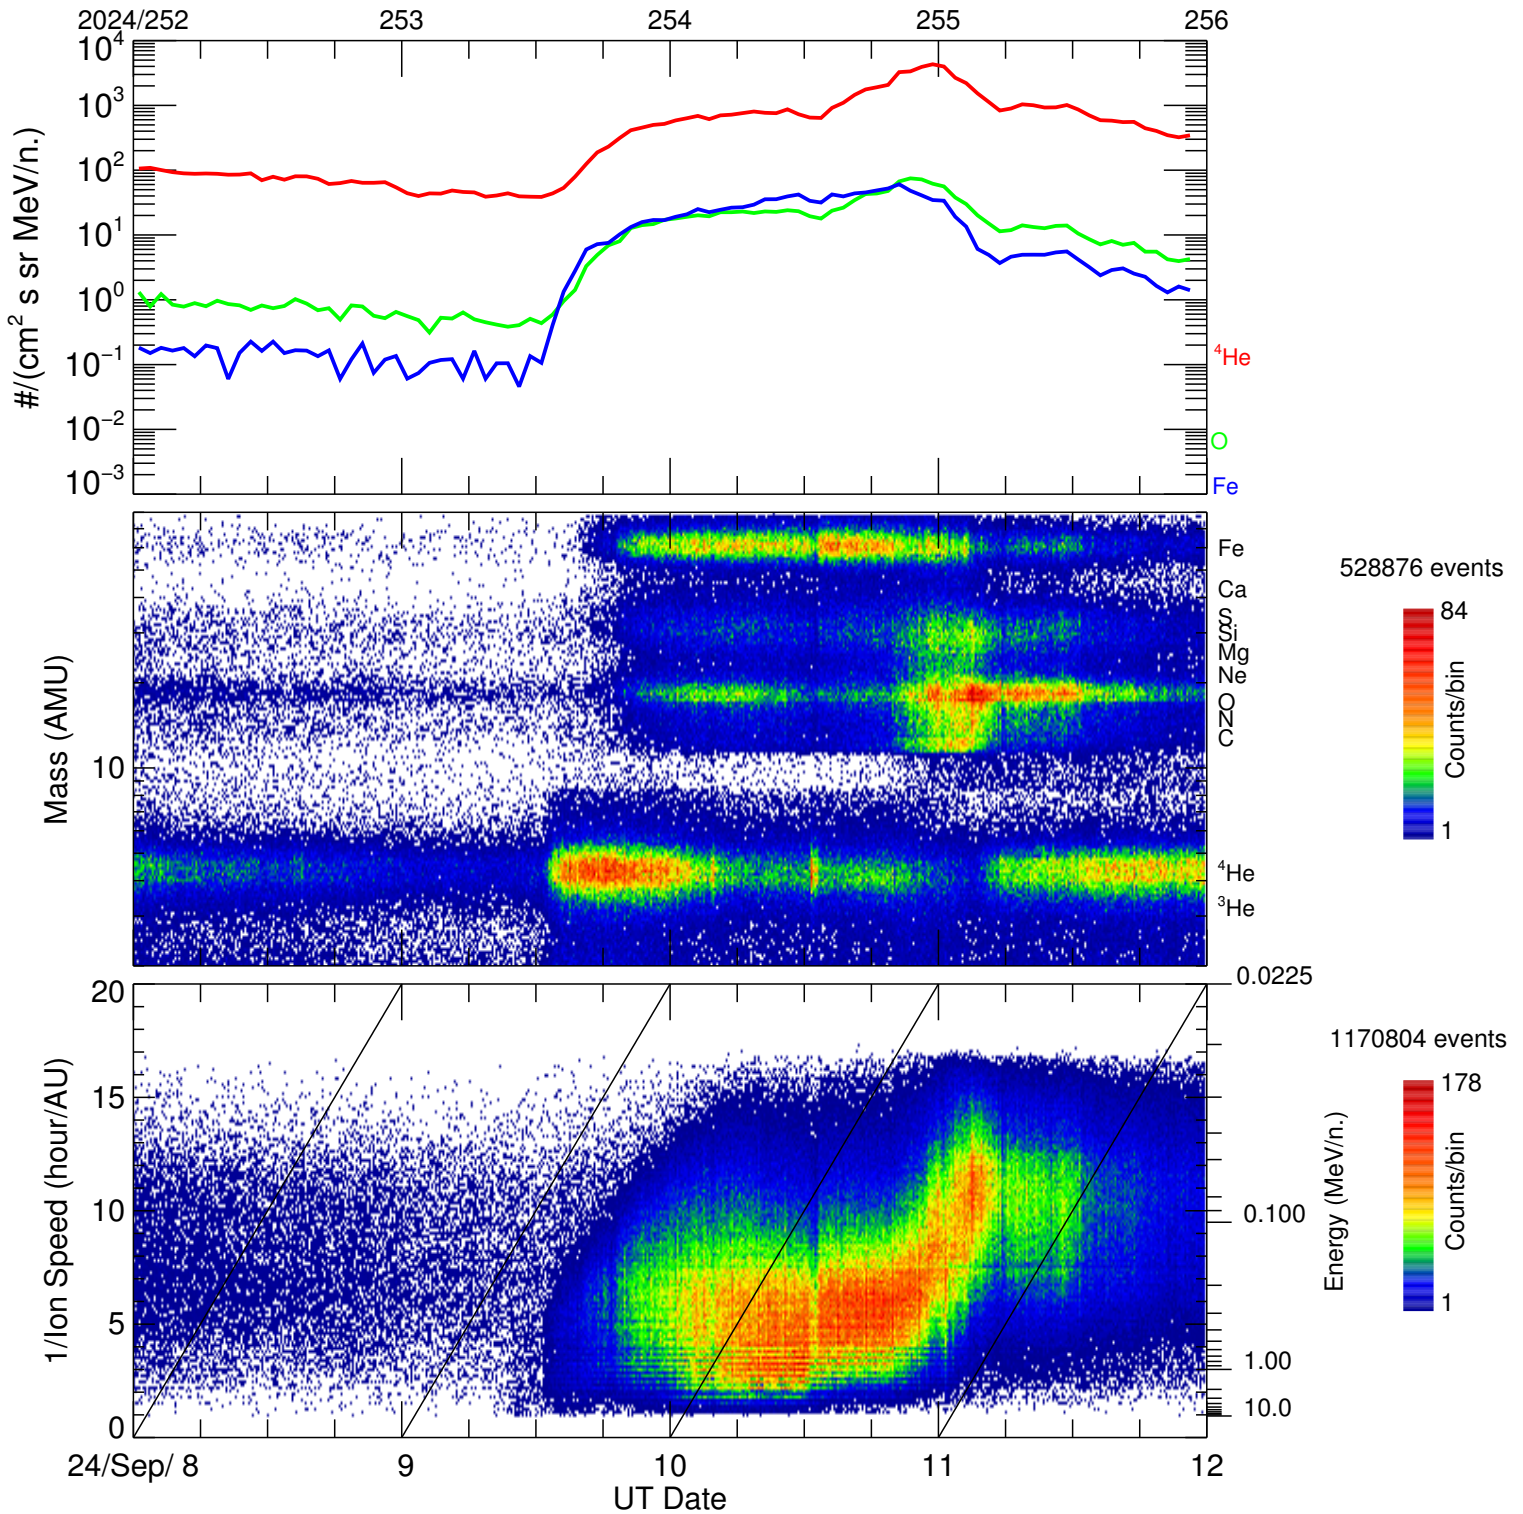 2024/252 253 254 255 256
10⁴
10³
10²
10¹
10⁰
10⁻¹
10⁻²
10⁻³
#/(cm² s sr MeV/n.)
⁴He
O
Fe
Mass (AMU)
10
Fe
Ca
S
Si
Mg
Ne
O
N
C
⁴He
³He
528876 events
84
Counts/bin
1
20
15
10
5
0
1/Ion Speed (hour/AU)
0.0225
0.100
1.00
10.0
Energy (MeV/n.)
1170804 events
178
Counts/bin
1
24/Sep/ 8 9 10 11 12
UT Date